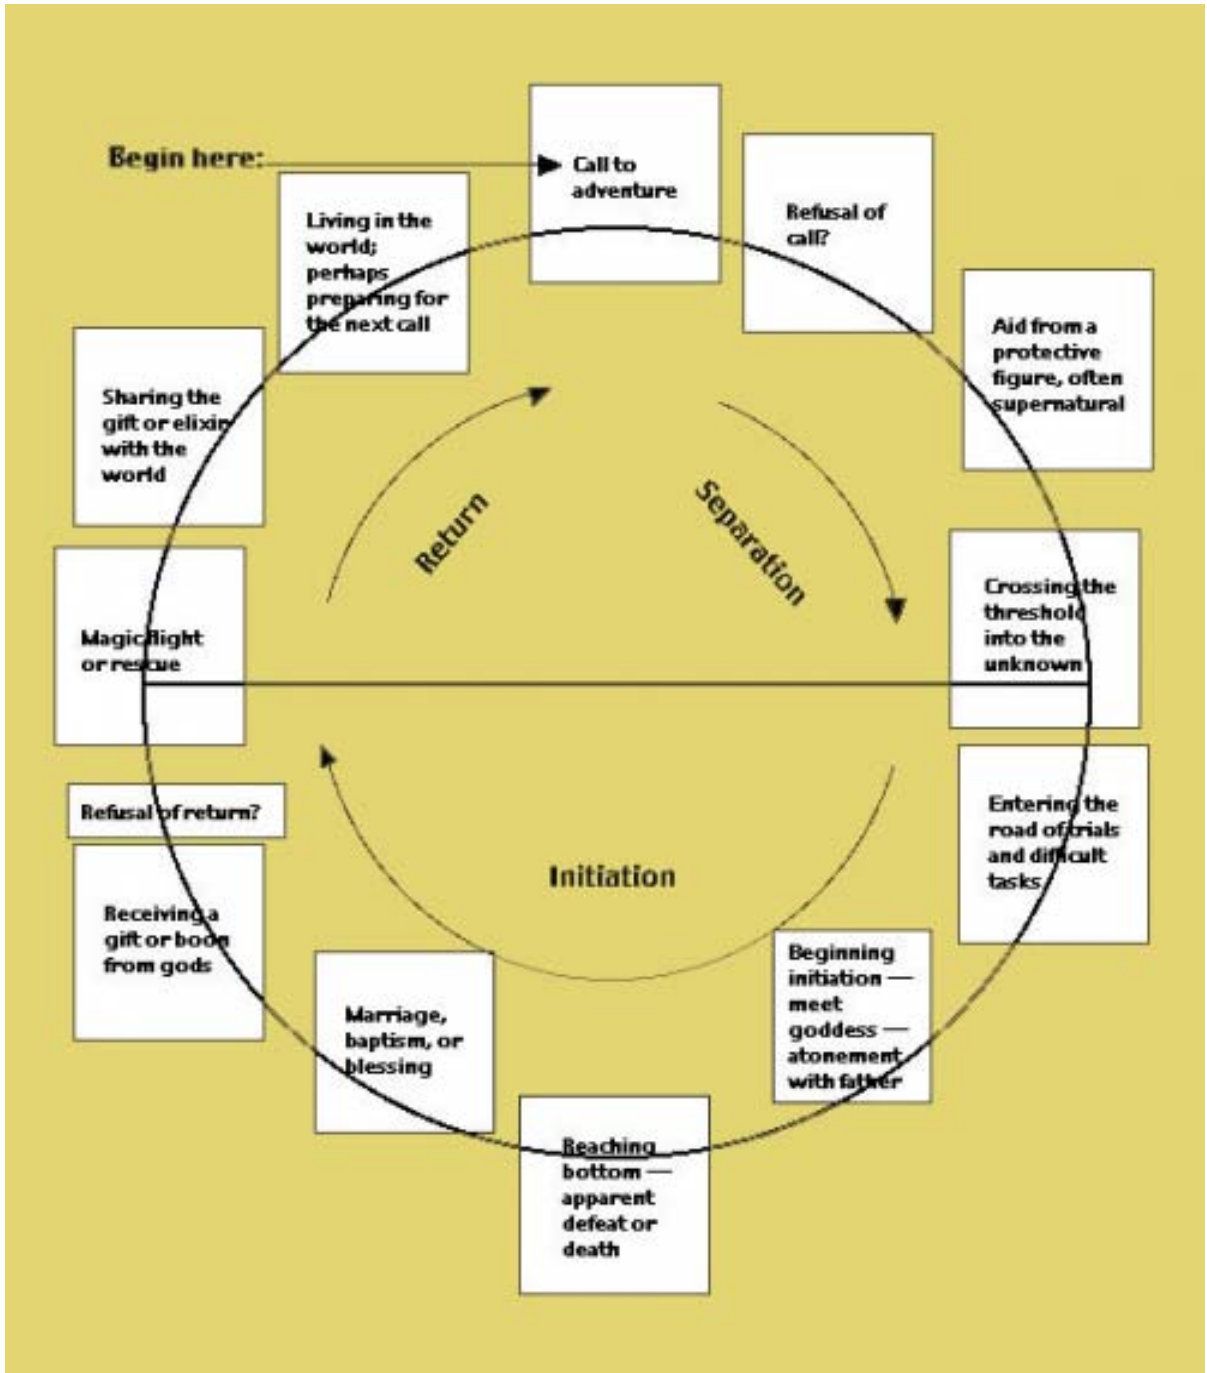 Begin here:
Call to
adventure
Refusal of
call?
Aid from a
protective
figure, often
supernatural
Crossing the
threshold
into the
unknown
Entering the
road of trials
and difficult
tasks
Beginning
initiation —
meet
goddess —
atonement
with father
Reaching
bottom —
apparent
defeat or
death
Marriage,
baptism, or
blessing
Receiving a
gift or boon
from gods
Refusal of return?
Magic flight
or rescue
Sharing the
gift or elixir
with the
world
Living in the
world;
perhaps
preparing for
the next call
Separation
Initiation
Return